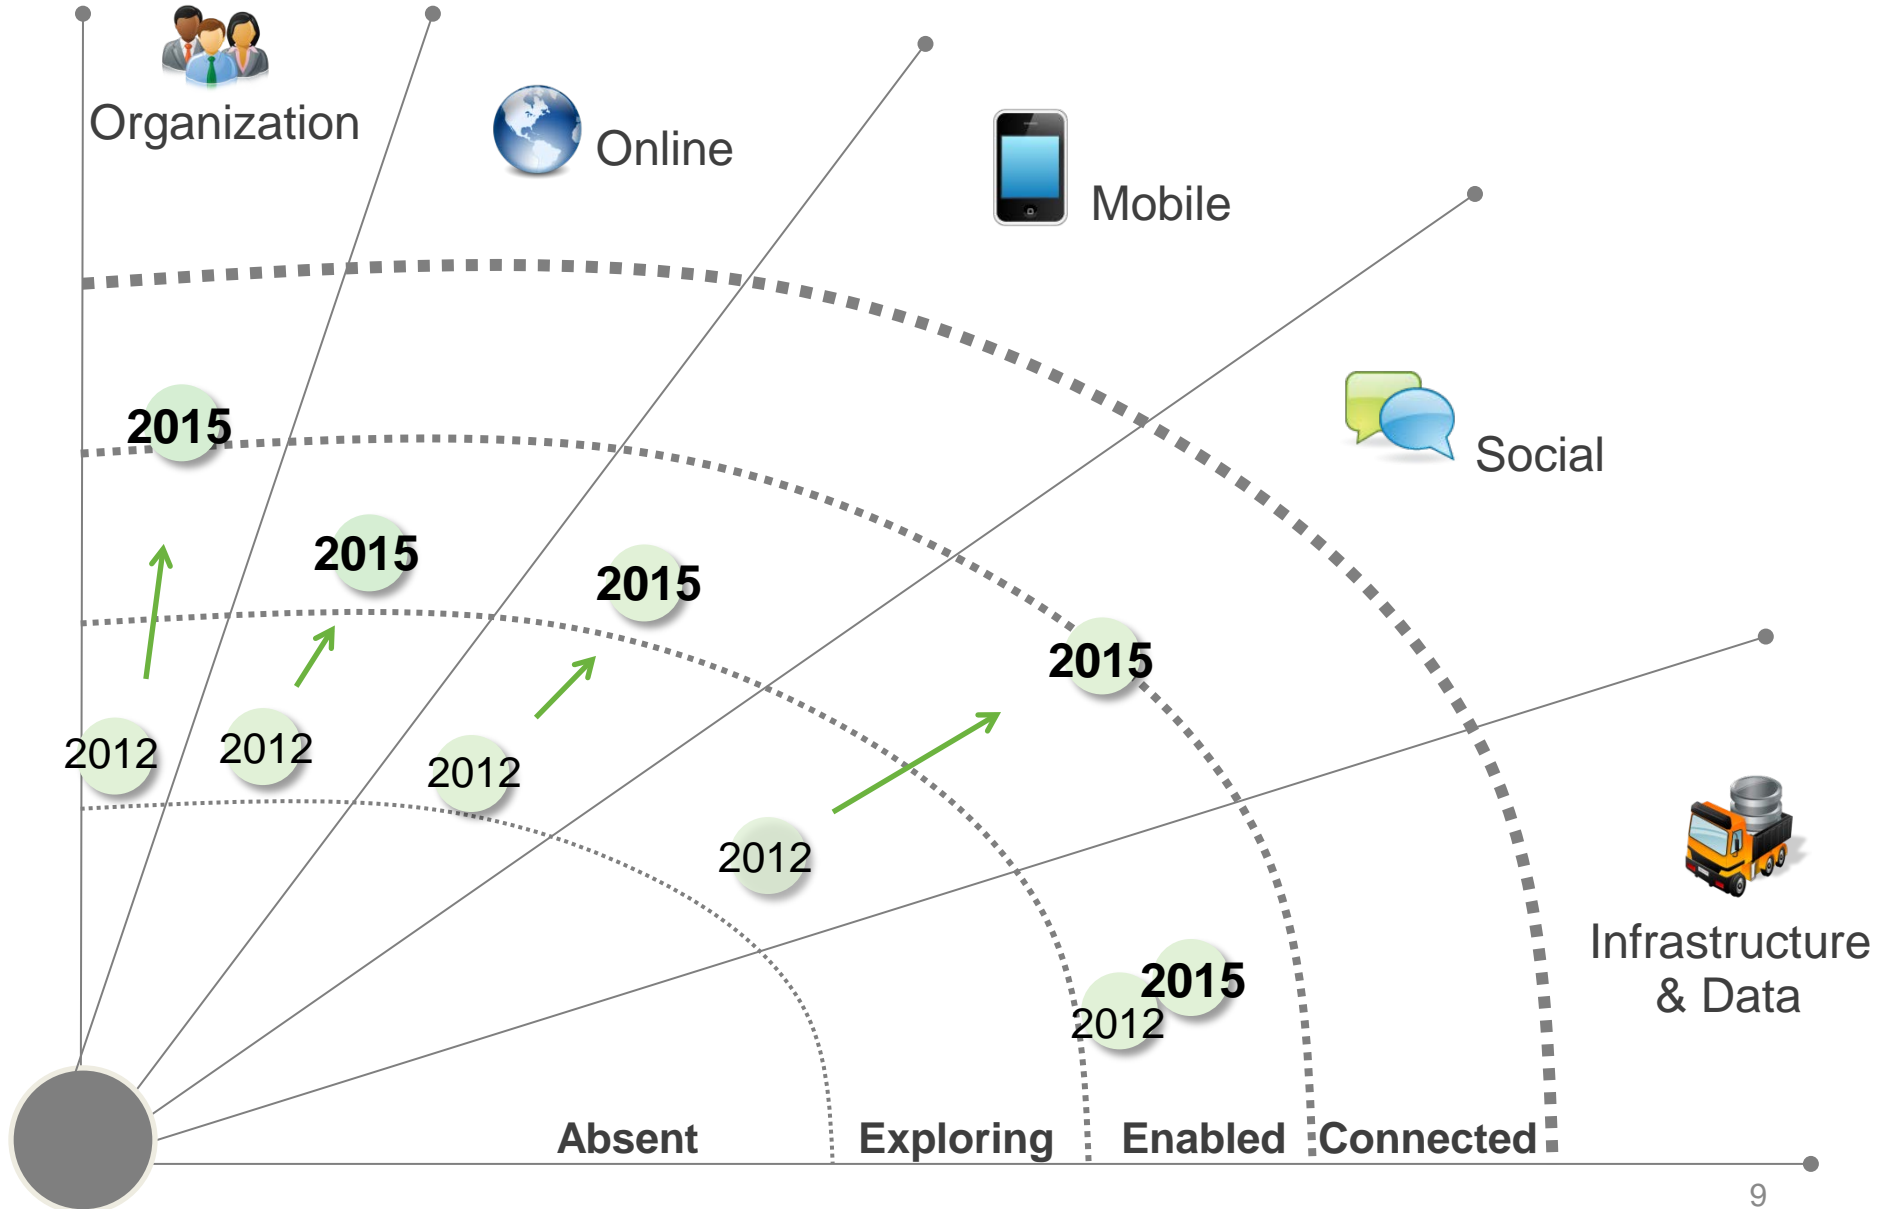 Organization
Online
Mobile
Social
2015
2015
2015
2015
2012
2012
2012
2012
Infrastructure
& Data
2015
2012
Absent
Exploring
Enabled
Connected
9